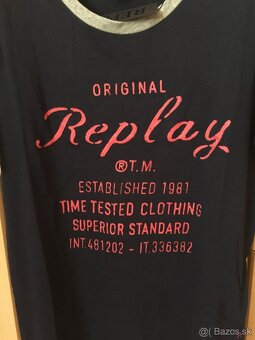 ORIGINAL
Replay
® T.M.
ESTABLISHED 1981
TIME TESTED CLOTHING
SUPERIOR STANDARD
INT.481202 - IT.336382
© Bazos.sk